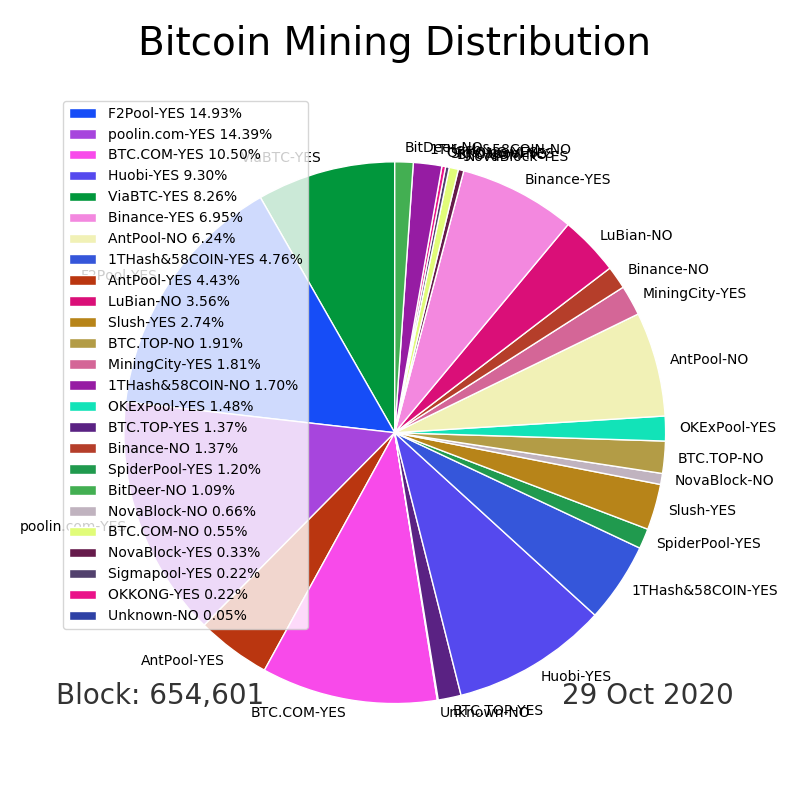 Bitcoin Mining Distribution
F2Pool-YES 14.93%
poolin.com-YES 14.39%
BTC.COM-YES 10.50%
Huobi-YES 9.30%
ViaBTC-YES 8.26%
Binance-YES 6.95%
AntPool-NO 6.24%
1THash&58COIN-YES 4.76%
AntPool-YES 4.43%
LuBian-NO 3.56%
Slush-YES 2.74%
BTC.TOP-NO 1.91%
MiningCity-YES 1.81%
1THash&58COIN-NO 1.70%
OKExPool-YES 1.48%
BTC.TOP-YES 1.37%
Binance-NO 1.37%
SpiderPool-YES 1.20%
BitDeer-NO 1.09%
NovaBlock-NO 0.66%
BTC.COM-NO 0.55%
NovaBlock-YES 0.33%
Sigmapool-YES 0.22%
OKKONG-YES 0.22%
Unknown-NO 0.05%
ViaBTC-YES
F2Pool-YES
poolin.com-YES
AntPool-YES
BTC.COM-YES
Unknown-NO
BTC.TOP-YES
Huobi-YES
1THash&58COIN-YES
SpiderPool-YES
Slush-YES
NovaBlock-NO
BTC.TOP-NO
OKExPool-YES
AntPool-NO
MiningCity-YES
Binance-NO
LuBian-NO
Binance-YES
NovaBlock-YES
1THash&58COIN-NO
BitDeer-NO
Block: 654,601
29 Oct 2020